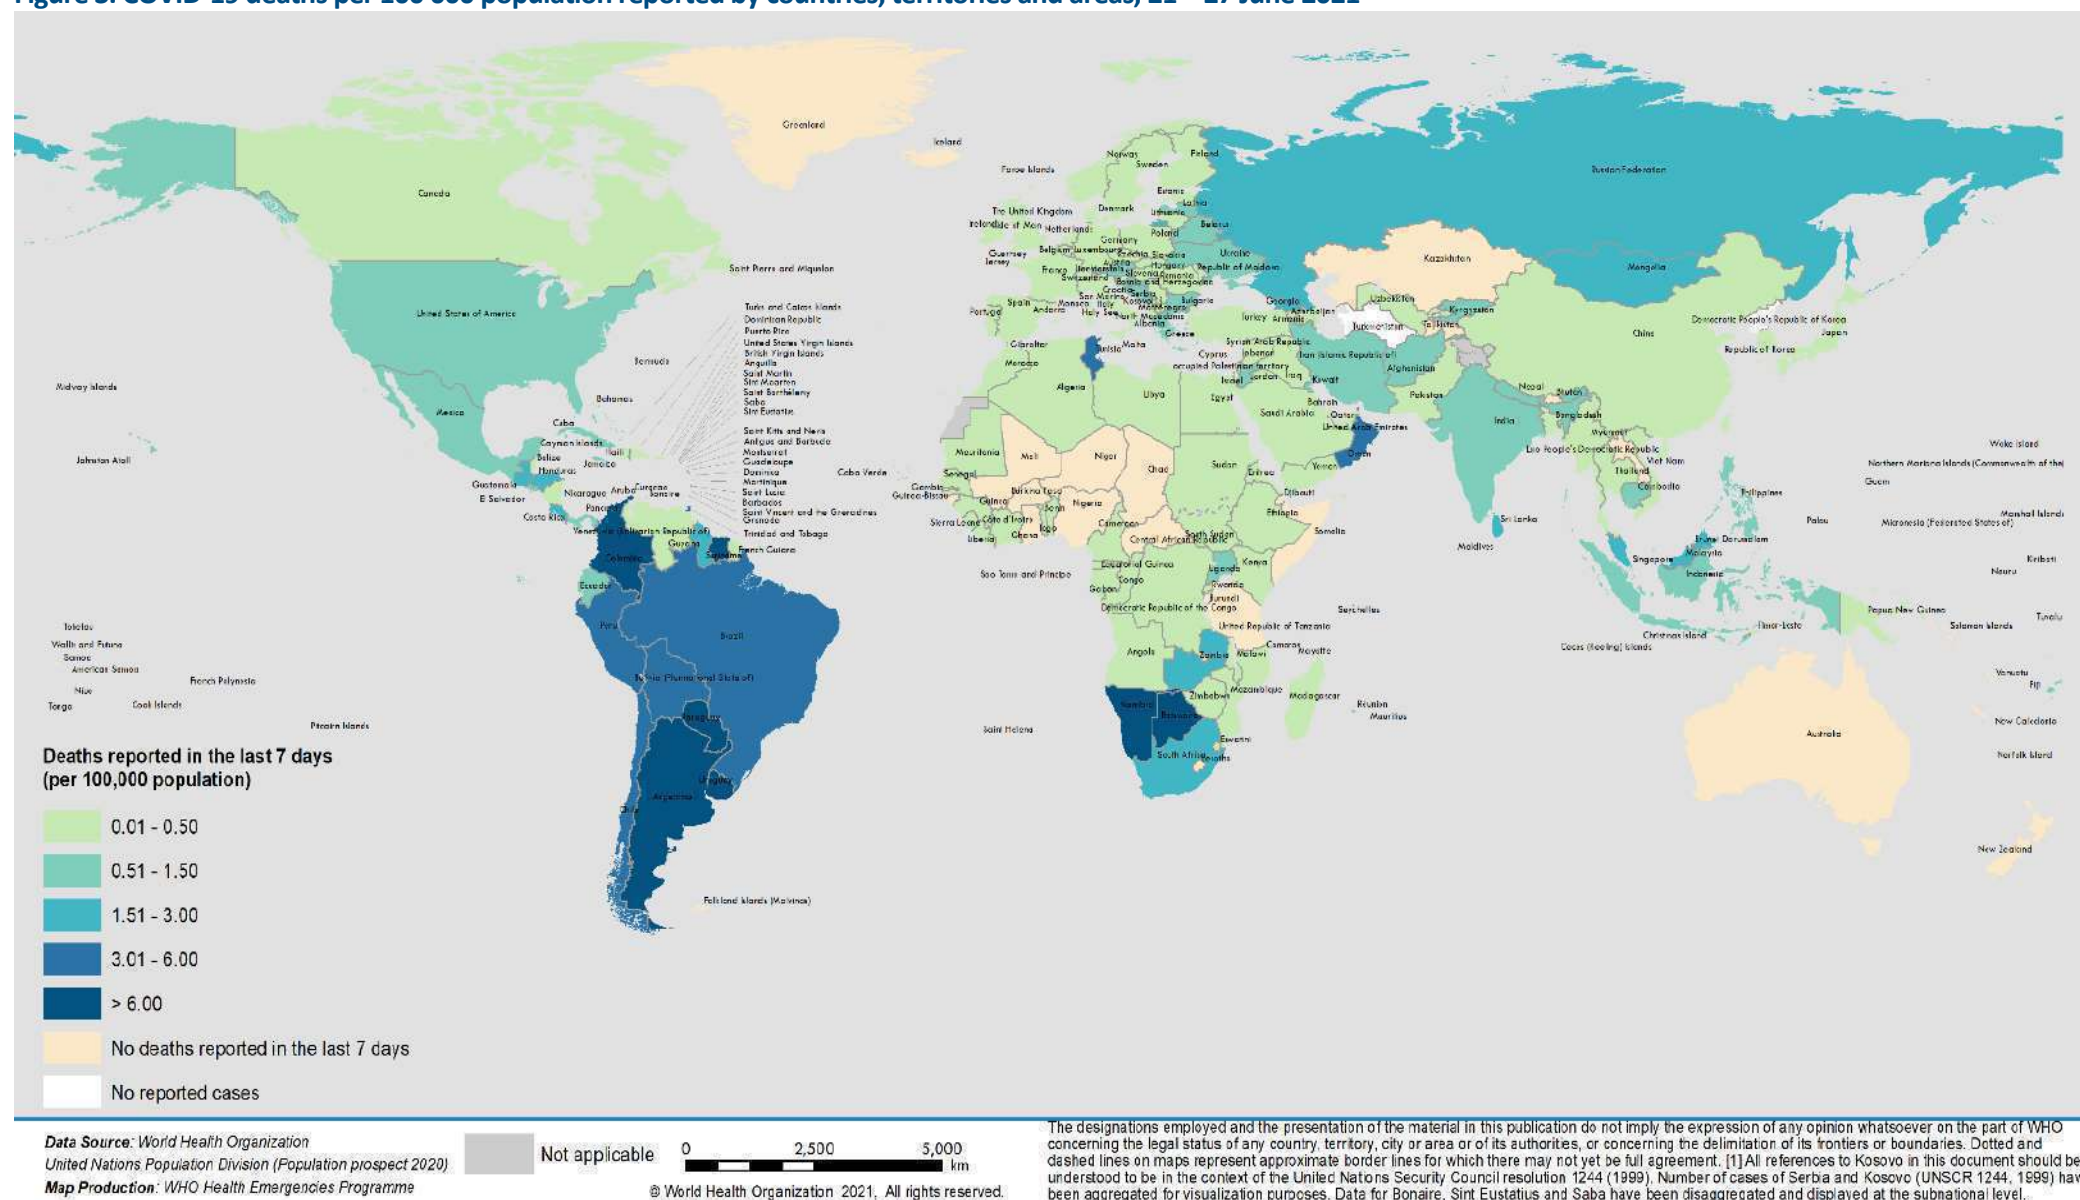 Figure 3. COVID-19 deaths per 100 000 population reported by countries, territories and areas, 21 – 27 June 2021
Greenland
Iceland
Faroe Islands
Norway
Sweden
Finland
Russian Federation
Canada
Estonia
Latvia
Lithuania
The United Kingdom
Denmark
Ireland
Isle of Man
Netherlands
Belarus
Poland
Germany
Guernsey
Jersey
Belgium
Luxembourg
Czechia
Slovakia
Ukraine
Austria
Hungary
Republic of Moldova
France
Switzerland
Slovenia
Romania
Bosnia and Herzegovina
Croatia
Serbia
San Marino
Kazakhstan
Mongolia
Saint Pierre and Miquelon
Spain
Andorra
Monaco
Italy
Kosovo
Montenegro
Bulgaria
Georgia
Uzbekistan
Kyrgyzstan
Portugal
Holy See
North Macedonia
Albania
Turkey
Armenia
Azerbaijan
Turkmenistan
Tajikistan
Democratic People's Republic of Korea
Japan
China
Republic of Korea
Greece
United States of America
Turks and Caicos Islands
Dominican Republic
Puerto Rico
United States Virgin Islands
British Virgin Islands
Anguilla
Saint Martin
Sint Maarten
Saint Barthélemy
Saba
Sint Eustatius
Bermuda
Gibraltar
Tunisia
Malta
Syrian Arab Republic
Cyprus
Lebanon
Iran (Islamic Republic of)
Morocco
occupied Palestinian territory
Israel
Jordan
Iraq
Kuwait
Afghanistan
Midway Islands
Algeria
Libya
Egypt
Bahrain
Pakistan
Nepal
Bhutan
Bahamas
Mexico
Saudi Arabia
Qatar
United Arab Emirates
India
Bangladesh
Cuba
Saint Kitts and Nevis
Antigua and Barbuda
Montserrat
Guadeloupe
Dominica
Martinique
Saint Lucia
Barbados
Saint Vincent and the Grenadines
Grenada
Trinidad and Tobago
Myanmar
Cayman Islands
Haiti
Belize
Jamaica
Honduras
Johnston Atoll
Mauritania
Mali
Niger
Chad
Sudan
Eritrea
Yemen
Oman
Lao People's Democratic Republic
Viet Nam
Thailand
Wake Island
Northern Mariana Islands (Commonwealth of the)
Guam
Cabo Verde
Senegal
Gambia
Guinea-Bissau
Burkina Faso
Guinea
Benin
Nigeria
Djibouti
Cambodia
Philippines
Guatemala
El Salvador
Nicaragua
Aruba
Curaçao
Bonaire
Costa Rica
Panama
Sierra Leone
Côte d'Ivoire
Togo
Ghana
Liberia
Cameroon
Ethiopia
Somalia
Sri Lanka
Palau
Marshall Islands
Micronesia (Federated States of)
Venezuela (Bolivarian Republic of)
Guyana
Suriname
French Guiana
Colombia
Central African Republic
South Sudan
Maldives
Brunei Darussalam
Malaysia
Singapore
Indonesia
Kiribati
Nauru
Ecuador
Sao Tome and Principe
Equatorial Guinea
Congo
Gabon
Uganda
Kenya
Rwanda
Burundi
Democratic Republic of the Congo
Seychelles
United Republic of Tanzania
Papua New Guinea
Tuvalu
Solomon Islands
Timor-Leste
Christmas Island
Cocos (Keeling) Islands
Tokelau
Wallis and Futuna
Samoa
American Samoa
Niue
Tonga
Cook Islands
French Polynesia
Pitcairn Islands
Peru
Brazil
Bolivia (Plurinational State of)
Paraguay
Uruguay
Argentina
Chile
Angola
Zambia
Malawi
Comoros
Mayotte
Mozambique
Zimbabwe
Madagascar
Namibia
Botswana
Réunion
Mauritius
Vanuatu
Fiji
Saint Helena
South Africa
Eswatini
Lesotho
Australia
New Caledonia
Norfolk Island
New Zealand
Falkland Islands (Malvinas)
Deaths reported in the last 7 days
(per 100,000 population)
0.01 - 0.50
0.51 - 1.50
1.51 - 3.00
3.01 - 6.00
> 6.00
No deaths reported in the last 7 days
No reported cases
Data Source: World Health Organization
United Nations Population Division (Population prospect 2020)
Map Production: WHO Health Emergencies Programme
Not applicable
0 2,500 5,000
km
© World Health Organization 2021, All rights reserved.
The designations employed and the presentation of the material in this publication do not imply the expression of any opinion whatsoever on the part of WHO
concerning the legal status of any country, territory, city or area or of its authorities, or concerning the delimitation of its frontiers or boundaries. Dotted and
dashed lines on maps represent approximate border lines for which there may not yet be full agreement. [1] All references to Kosovo in this document should be
understood to be in the context of the United Nations Security Council resolution 1244 (1999). Number of cases of Serbia and Kosovo (UNSCR 1244, 1999) hav
been aggregated for visualization purposes. Data for Bonaire, Sint Eustatius and Saba have been disaggregated and displayed at the subnational level.